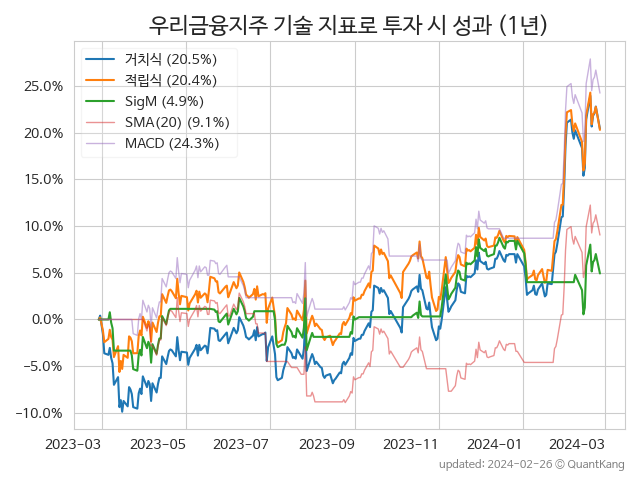 우리금융지주 기술 지표로 투자 시 성과 (1년)
거치식 (20.5%)
적립식 (20.4%)
SigM (4.9%)
SMA(20) (9.1%)
MACD (24.3%)
25.0%
20.0%
15.0%
10.0%
5.0%
0.0%
−5.0%
−10.0%
2023-03 2023-05 2023-07 2023-09 2023-11 2024-01 2024-03
updated: 2024-02-26 © QuantKang